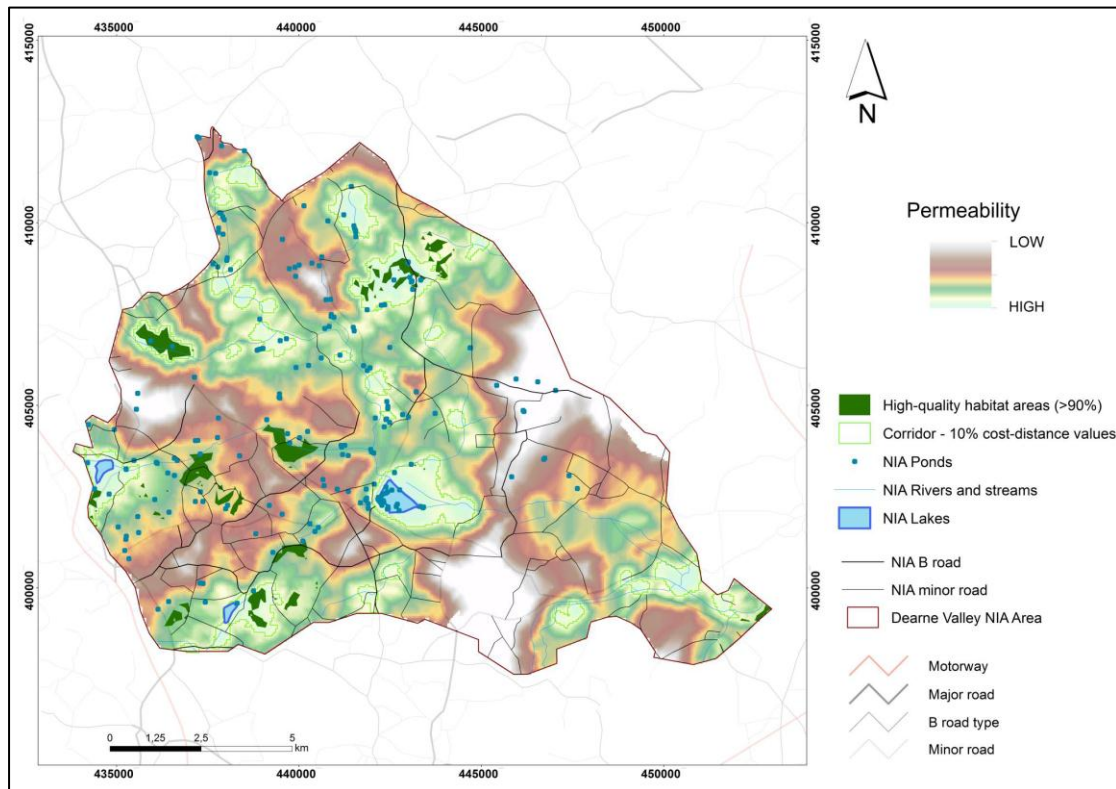 435000 440000 445000 450000
415000 415000
N
410000 410000
Permeability
LOW
HIGH
405000 405000
High-quality habitat areas (>90%)
Corridor - 10% cost-distance values
NIA Ponds
NIA Rivers and streams
NIA Lakes
NIA B road
400000 400000
NIA minor road
Dearne Valley NIA Area
Motorway
Major road
B road type
Minor road
0 1,25 2,5 5
km
435000 440000 445000 450000